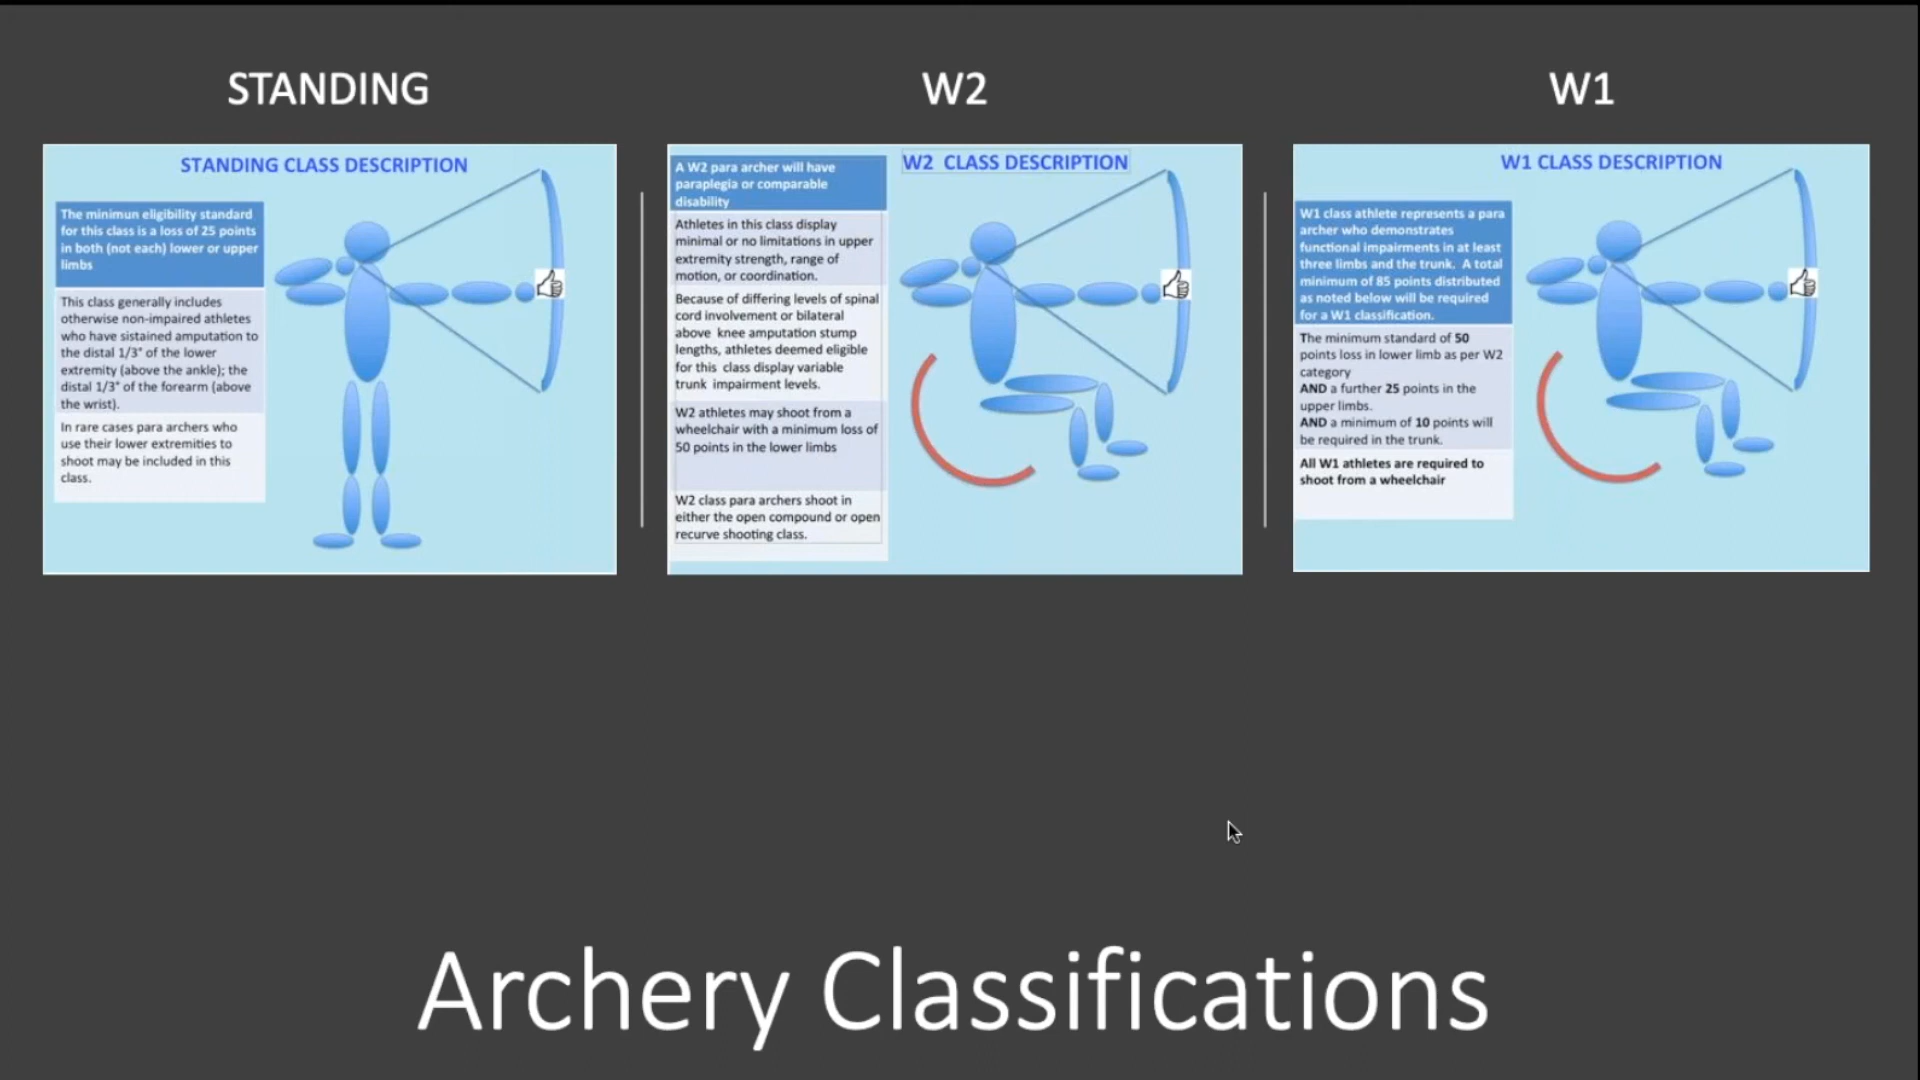 STANDING
STANDING CLASS DESCRIPTION
The minimun eligibility standard
for this class is a loss of 25 points
in both (not each) lower or upper
limbs
This class generally includes
otherwise non-impaired athletes
who have sistained amputation to
the distal 1/3" of the lower
extremity (above the ankle); the
distal 1/3" of the forearm (above
the wrist).
In rare cases para archers who
use their lower extremities to
shoot may be included in this
class.
W2
W2 CLASS DESCRIPTION
A W2 para archer will have
paraplegia or comparable
disability
Athletes in this class display
minimal or no limitations in upper
extremity strength, range of
motion, or coordination.
Because of differing levels of spinal
cord involvement or bilateral
above knee amputation stump
lengths, athletes deemed eligible
for this class display variable
trunk impairment levels.
W2 athletes may shoot from a
wheelchair with a minimum loss of
50 points in the lower limbs
W2 class para archers shoot in
either the open compound or open
recurve shooting class.
W1
W1 CLASS DESCRIPTION
W1 class athlete represents a para
archer who demonstrates
functional impairments in at least
three limbs and the trunk. A total
minimum of 85 points distributed
as noted below will be required
for a W1 classification.
The minimum standard of 50
points loss in lower limb as per W2
category
AND a further 25 points in the
upper limbs.
AND a minimum of 10 points will
be required in the trunk.
All W1 athletes are required to
shoot from a wheelchair
Archery Classifications